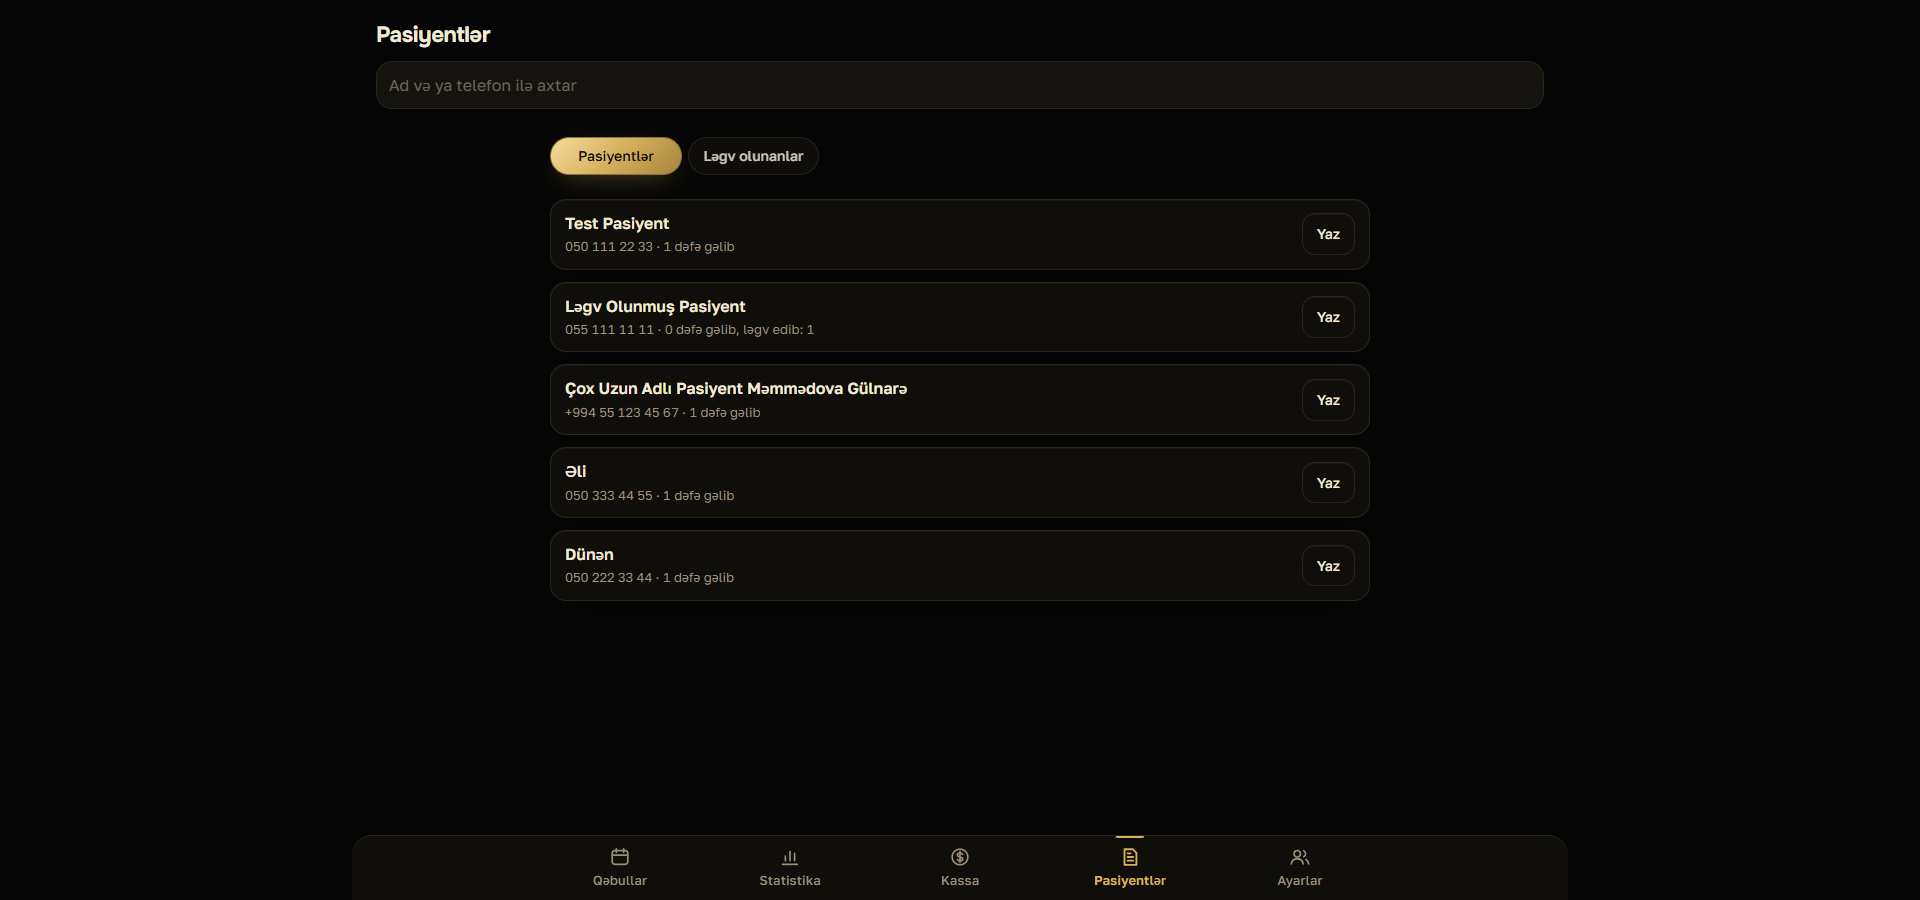 Pasiyentlər
Ad və ya telefon ilə axtar
Pasiyentlər
Ləgv olunanlar
Test Pasiyent
050 111 22 33 · 1 dəfə gəlib
Yaz
Ləgv Olunmuş Pasiyent
055 111 11 11 · 0 dəfə gəlib, ləgv edib: 1
Yaz
Çox Uzun Adlı Pasiyent Məmmədova Gülnarə
+994 55 123 45 67 · 1 dəfə gəlib
Yaz
Əli
050 333 44 55 · 1 dəfə gəlib
Yaz
Dünən
050 222 33 44 · 1 dəfə gəlib
Yaz
Qəbullar
Statistika
Kassa
Pasiyentlər
Ayarlar